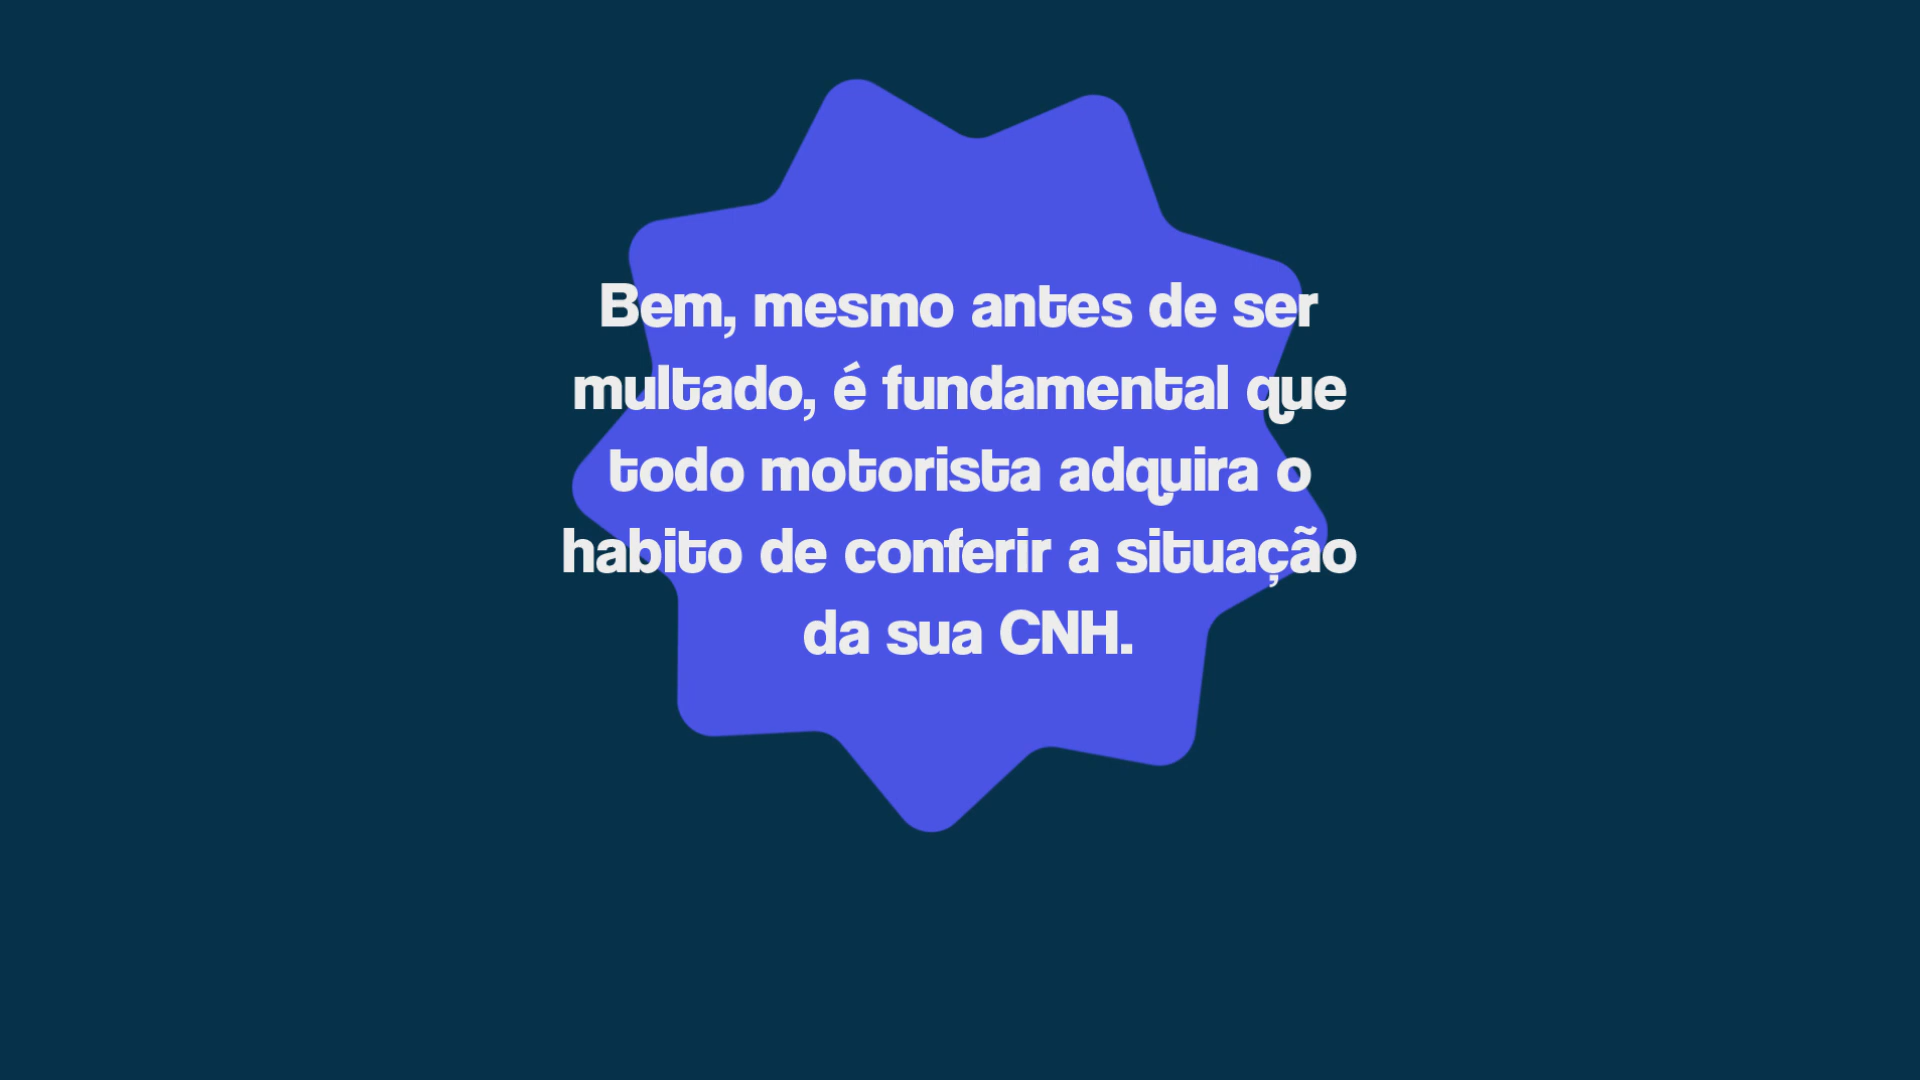 Bem, mesmo antes de ser
multado, é fundamental que
todo motorista adquira o
habito de conferir a situação
da sua CNH.